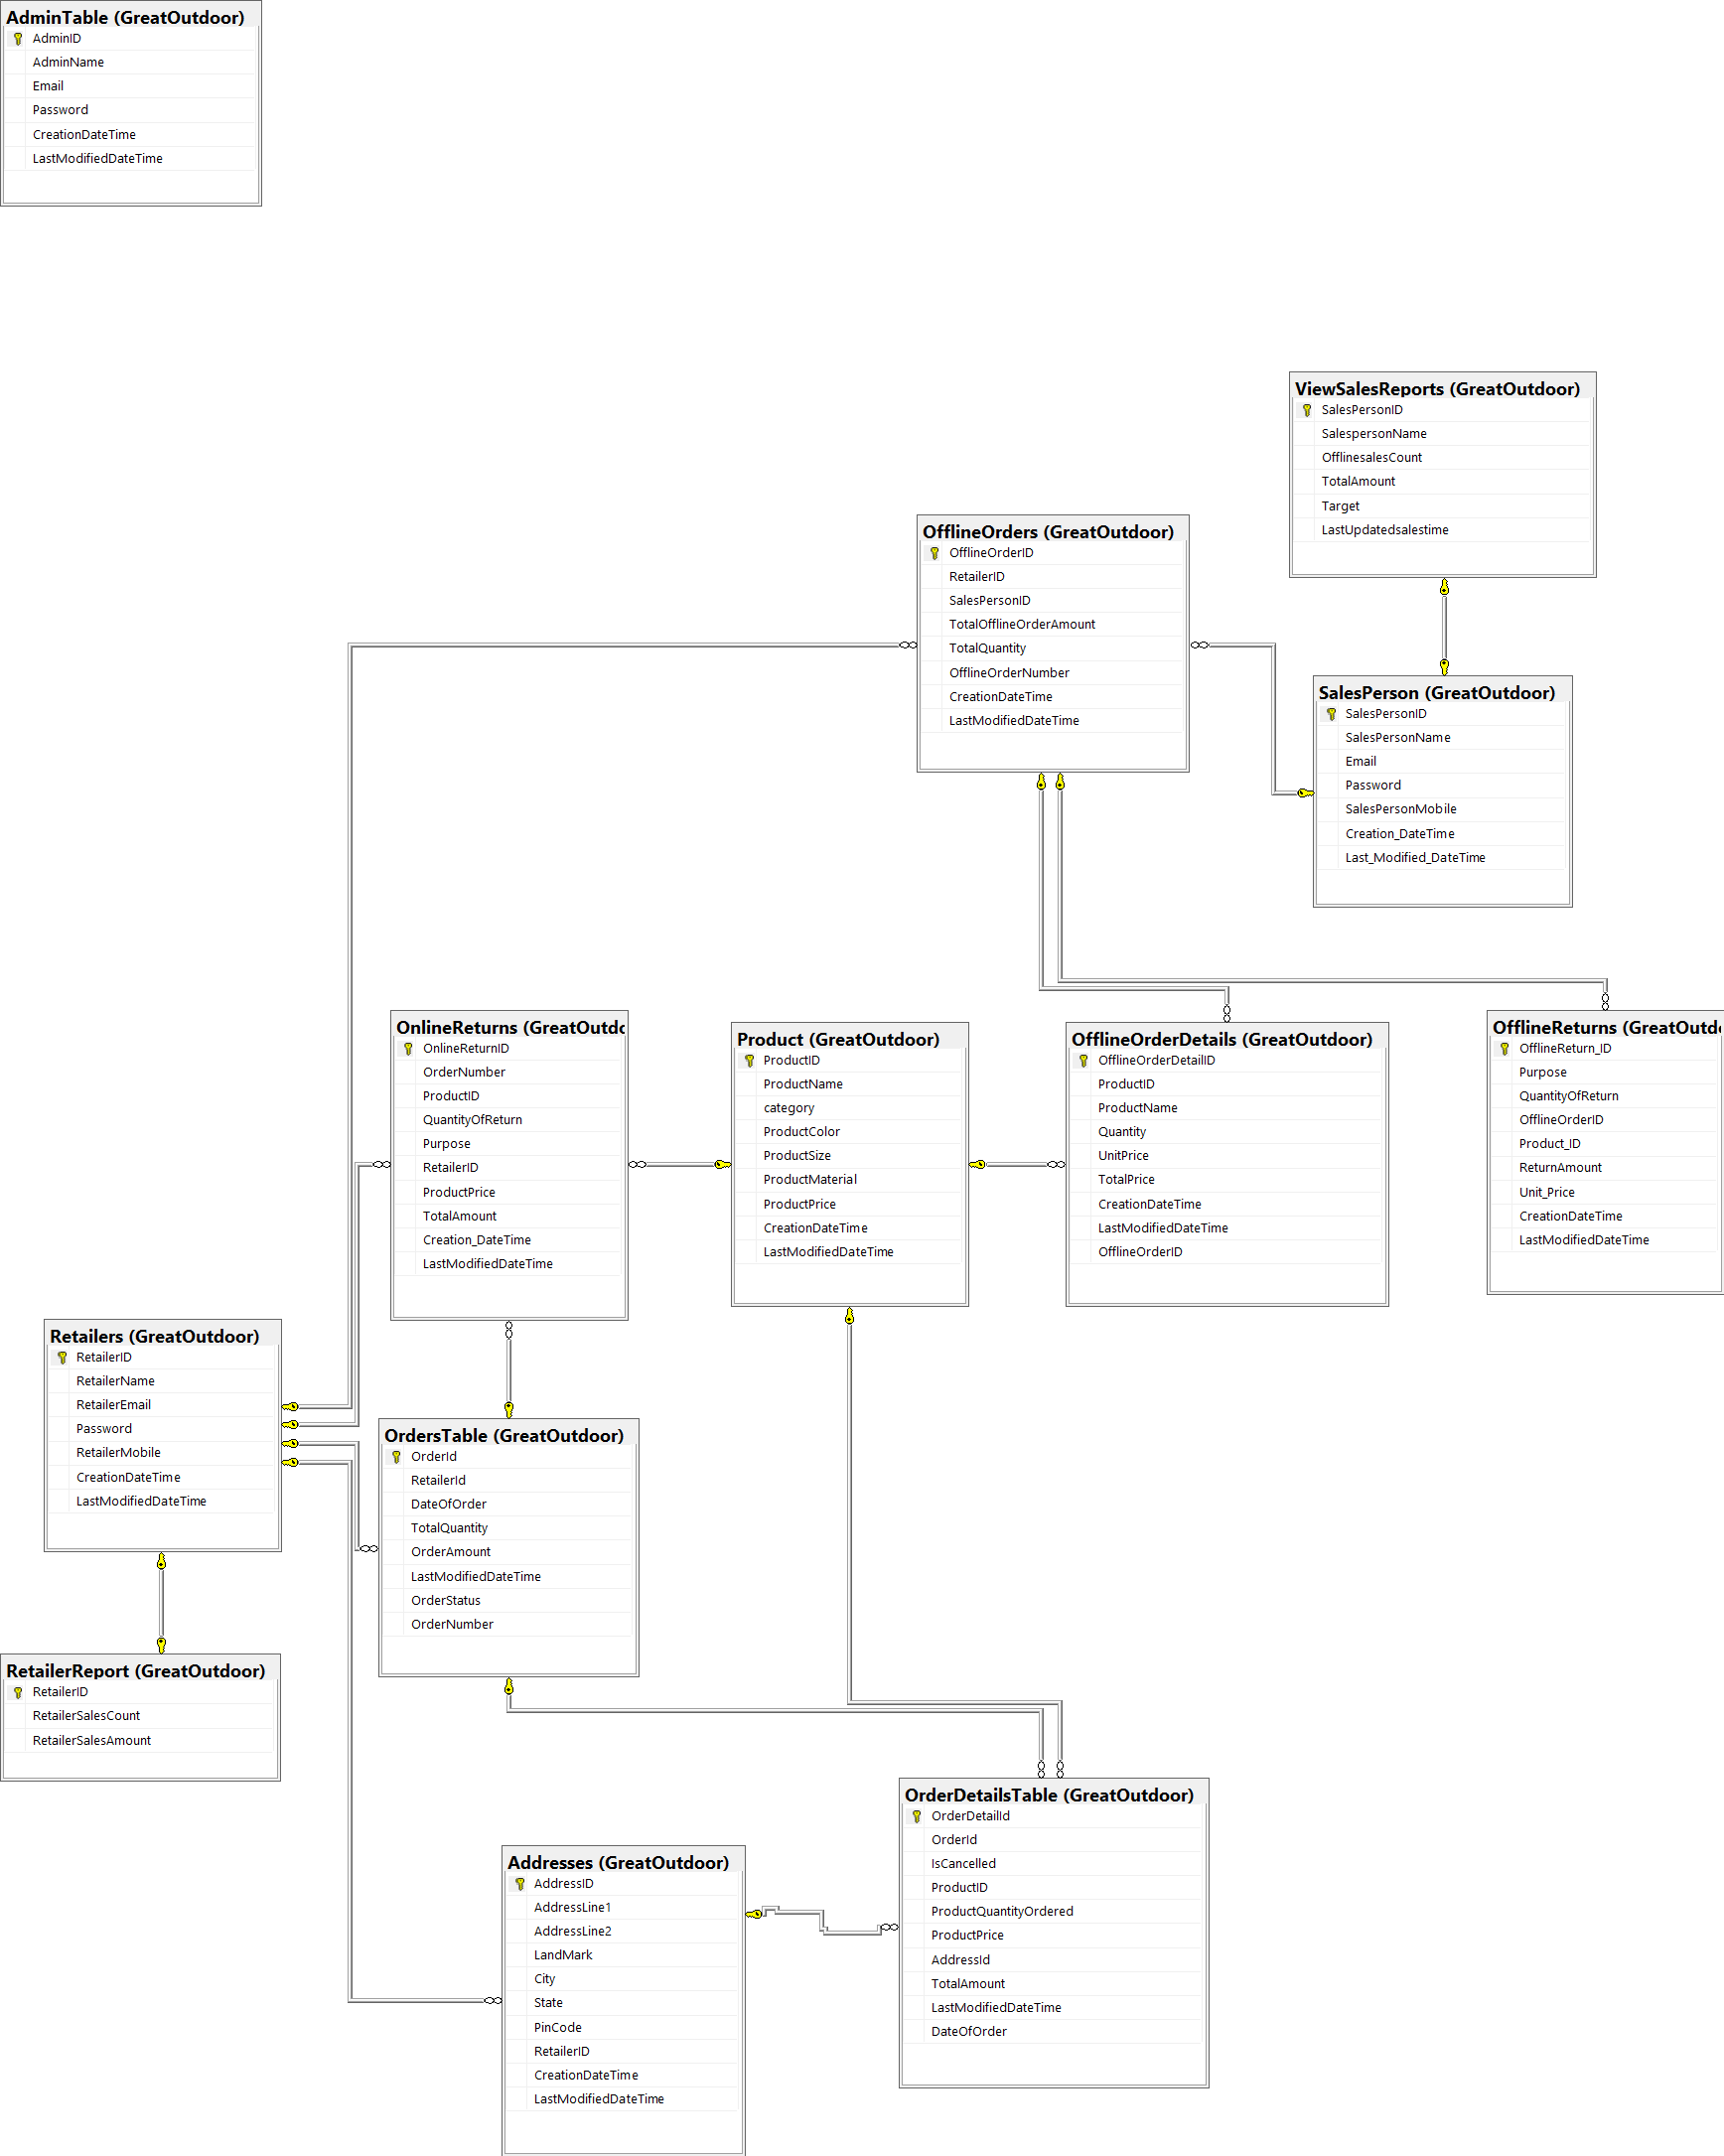 AdminTable (GreatOutdoor)
AdminID
AdminName
Email
Password
CreationDateTime
LastModifiedDateTime
ViewSalesReports (GreatOutdoor)
SalesPersonID
SalespersonName
OfflinesalesCount
TotalAmount
Target
LastUpdatedsalestime
OfflineOrders (GreatOutdoor)
OfflineOrderID
RetailerID
SalesPersonID
TotalOfflineOrderAmount
TotalQuantity
OfflineOrderNumber
CreationDateTime
LastModifiedDateTime
SalesPerson (GreatOutdoor)
SalesPersonID
SalesPersonName
Email
Password
SalesPersonMobile
Creation_DateTime
Last_Modified_DateTime
OnlineReturns (GreatOutdo
OnlineReturnID
OrderNumber
ProductID
QuantityOfReturn
Purpose
RetailerID
ProductPrice
TotalAmount
Creation_DateTime
LastModifiedDateTime
Product (GreatOutdoor)
ProductID
ProductName
category
ProductColor
ProductSize
ProductMaterial
ProductPrice
CreationDateTime
LastModifiedDateTime
OfflineOrderDetails (GreatOutdoor)
OfflineOrderDetailID
ProductID
ProductName
Quantity
UnitPrice
TotalPrice
CreationDateTime
LastModifiedDateTime
OfflineOrderID
OfflineReturns (GreatOutdo
OfflineReturn_ID
Purpose
QuantityOfReturn
OfflineOrderID
Product_ID
ReturnAmount
Unit_Price
CreationDateTime
LastModifiedDateTime
Retailers (GreatOutdoor)
RetailerID
RetailerName
RetailerEmail
Password
RetailerMobile
CreationDateTime
LastModifiedDateTime
OrdersTable (GreatOutdoor)
OrderId
RetailerId
DateOfOrder
TotalQuantity
OrderAmount
LastModifiedDateTime
OrderStatus
OrderNumber
RetailerReport (GreatOutdoor)
RetailerID
RetailerSalesCount
RetailerSalesAmount
OrderDetailsTable (GreatOutdoor)
OrderDetailId
OrderId
IsCancelled
ProductID
ProductQuantityOrdered
ProductPrice
AddressId
TotalAmount
LastModifiedDateTime
DateOfOrder
Addresses (GreatOutdoor)
AddressID
AddressLine1
AddressLine2
LandMark
City
State
PinCode
RetailerID
CreationDateTime
LastModifiedDateTime